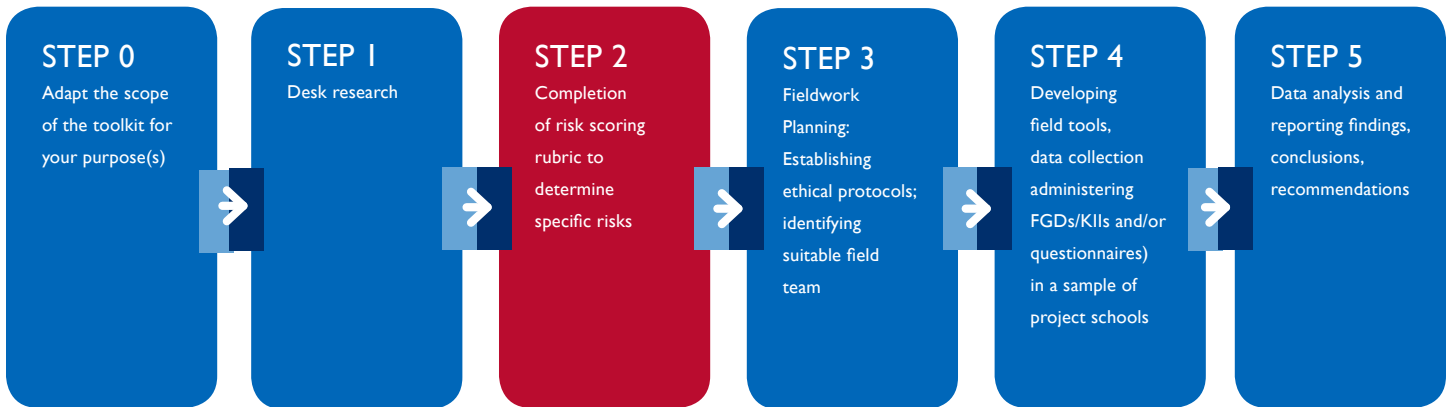 STEP 0
Adapt the scope
of the toolkit for
your purpose(s)
STEP 1
Desk research
STEP 2
Completion
of risk scoring
rubric to
determine
specific risks
STEP 3
Fieldwork
Planning:
Establishing
ethical protocols;
identifying
suitable field
team
STEP 4
Developing
field tools,
data collection
administering
FGDs/KIIs and/or
questionnaires)
in a sample of
project schools
STEP 5
Data analysis and
reporting findings,
conclusions,
recommendations